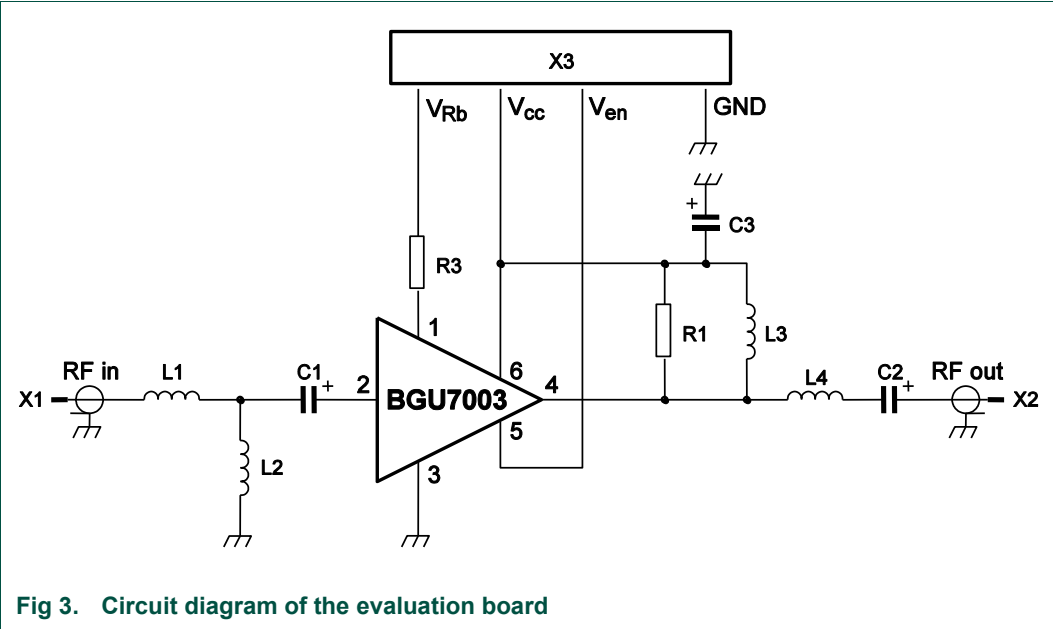 X3
VRb
Vcc
Ven
GND
+
C3
R3
R1
L3
1
RF in
L1
C1
+
2
BGU7003
6
4
5
3
X1
L2
L4
C2
+
RF out
X2
Fig 3. Circuit diagram of the evaluation board